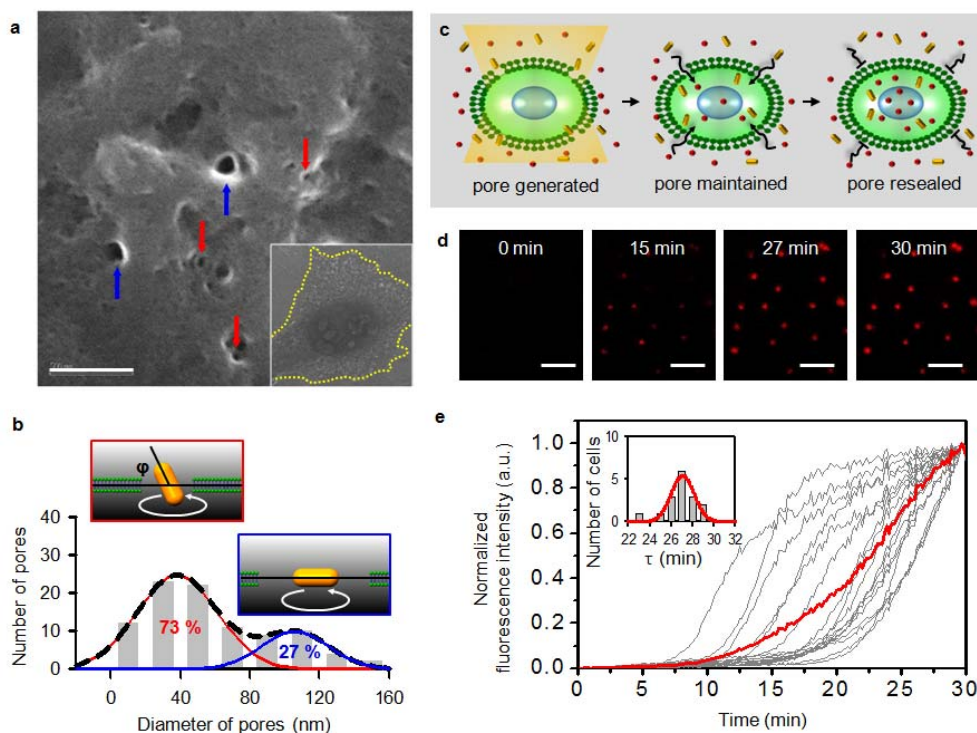 a
b
φ
Number of pores
40
30
20
10
0
73 %
27 %
0 40 80 120 160
Diameter of pores (nm)
c
pore generated pore maintained pore resealed
d
0 min 15 min 27 min 30 min
e
Normalized
fluorescence intensity (a.u.)
1.0
0.8
0.6
0.4
0.2
0.0
Number of cells
10
5
0
22 24 26 28 30 32
τ (min)
0 5 10 15 20 25 30
Time (min)